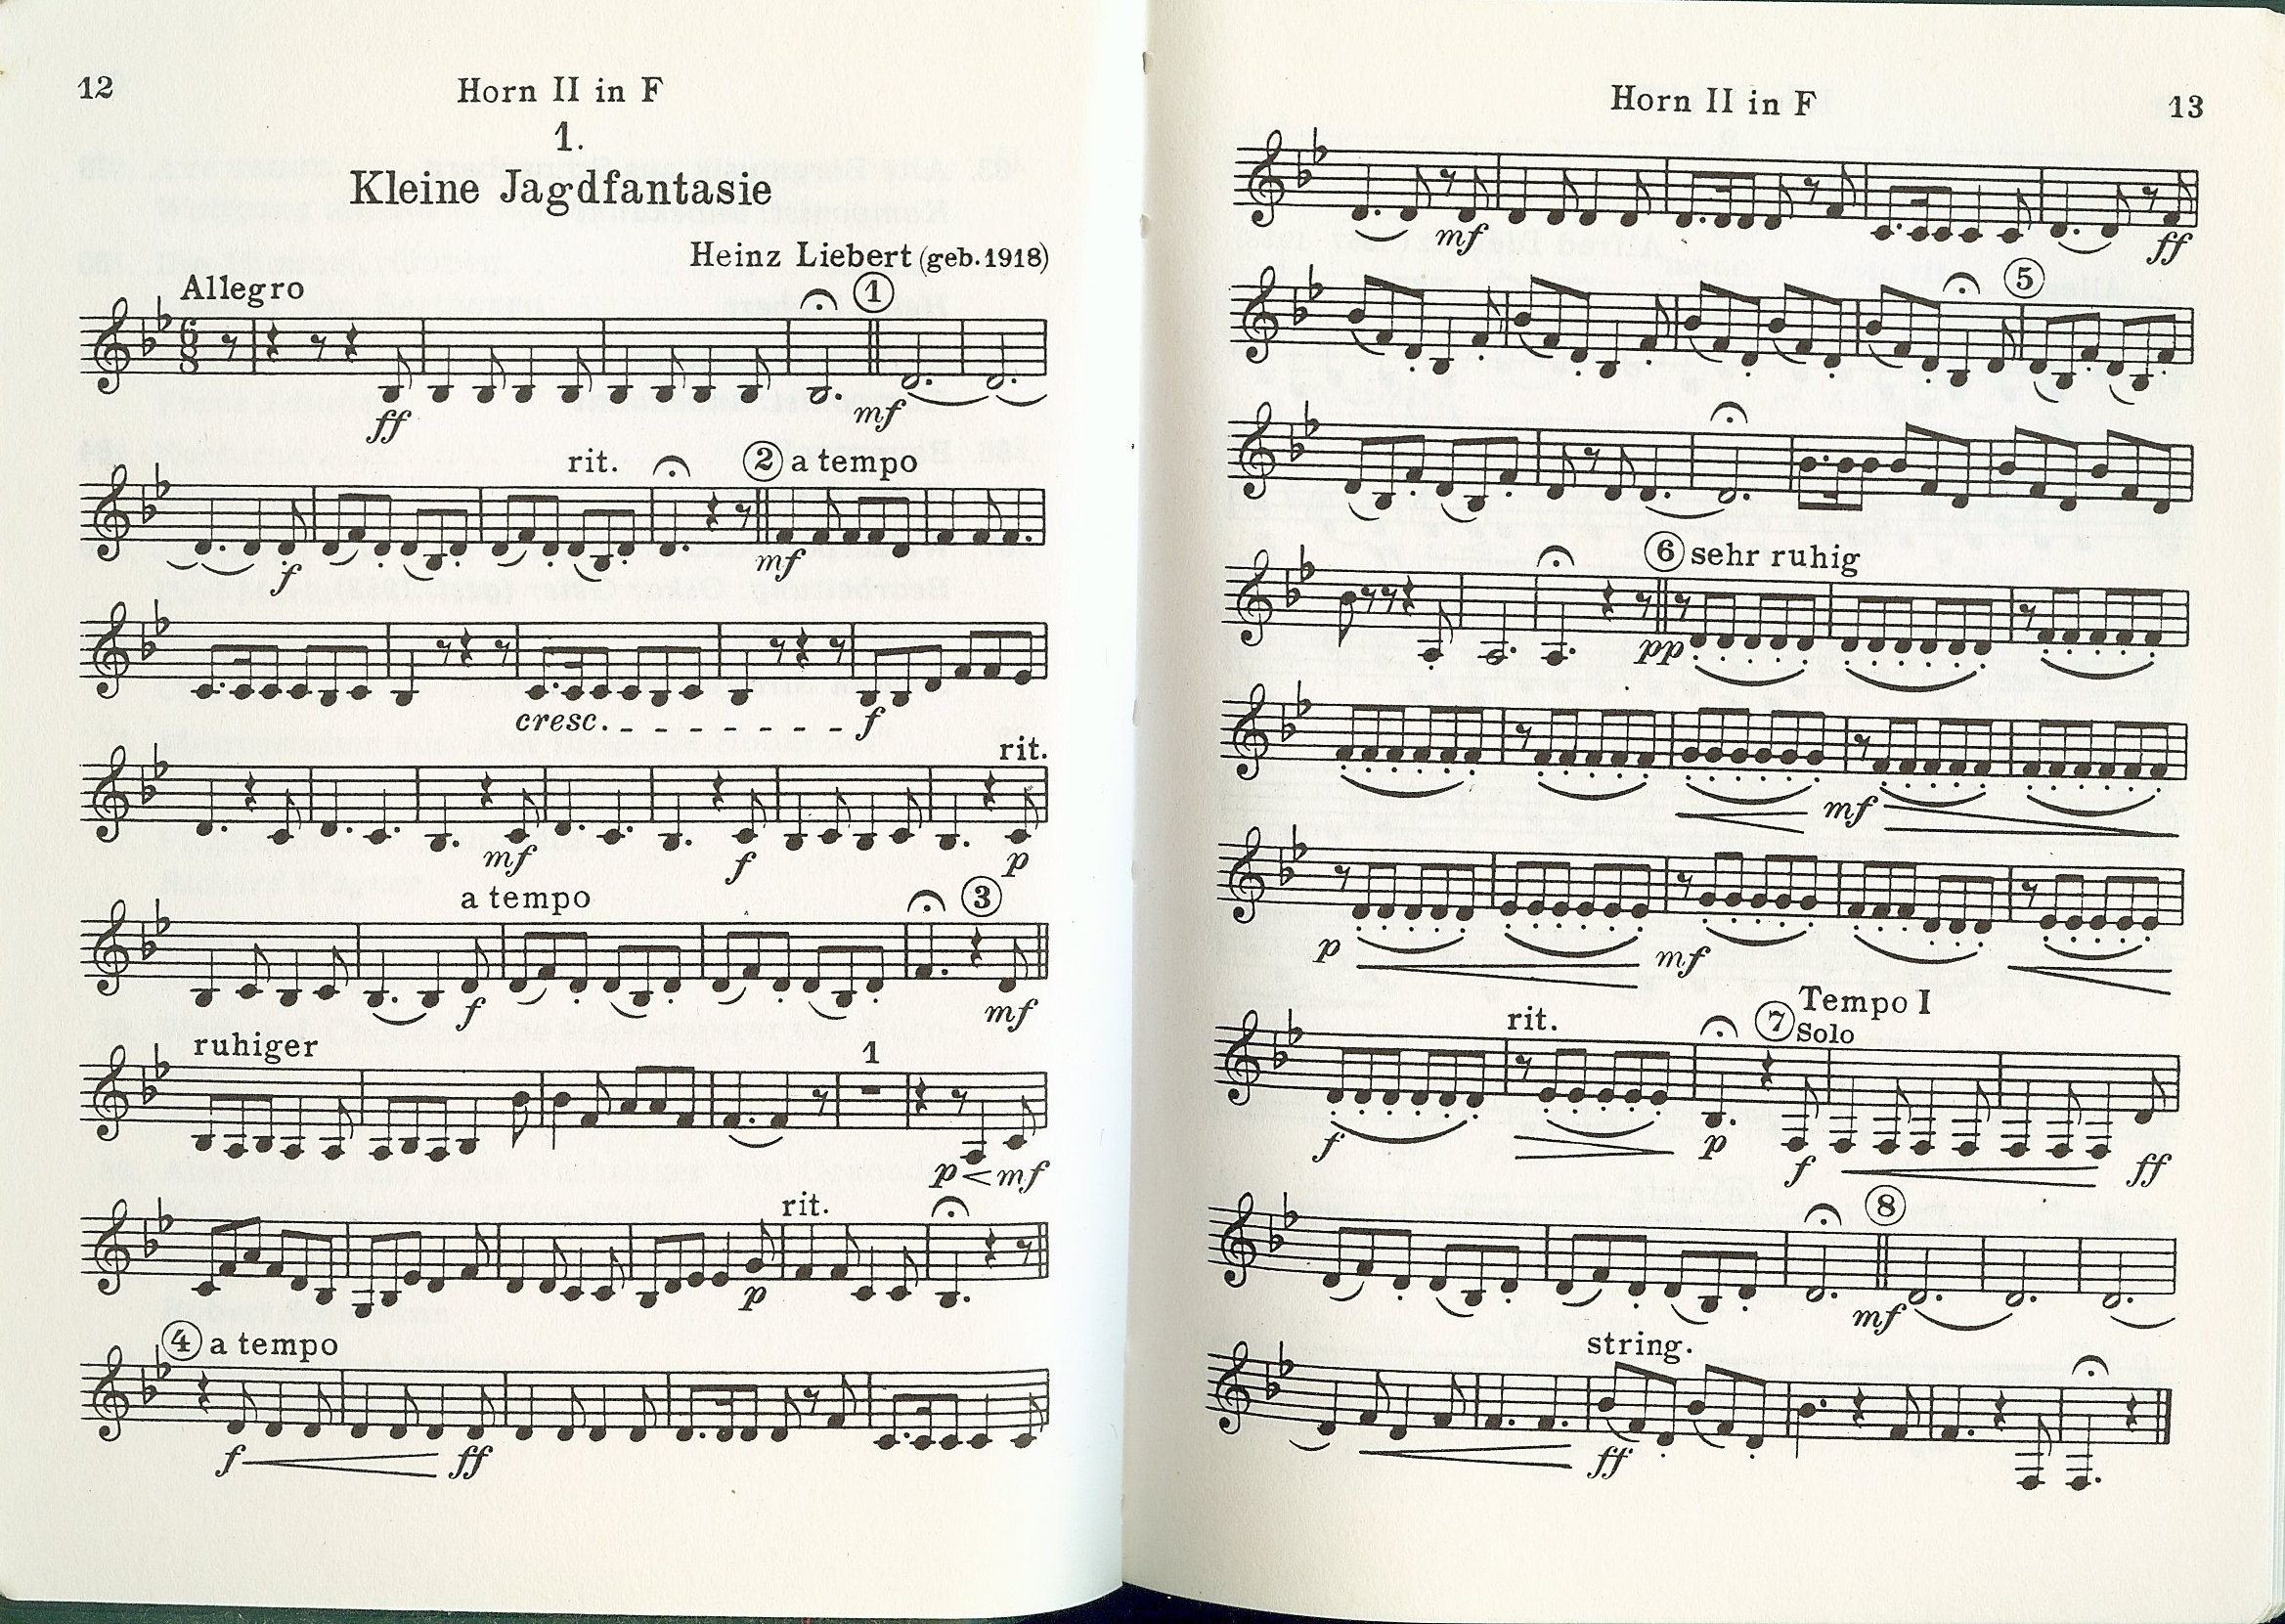 12
Horn II in F
1.
Kleine Jagdfantasie
Heinz Liebert (geb. 1918)
Allegro
1
6
8
ff
mf
rit.
2 a tempo
f
mf
cresc.
f
rit.
mf
f
p
a tempo
3
f
mf
ruhiger
1
p < mf
rit.
p
4 a tempo
f
ff
Horn II in F
13
mf
ff
5
6 sehr ruhig
pp
mf
p
mf
Tempo I
rit.
7 Solo
f
p
f
ff
8
mf
string.
ff